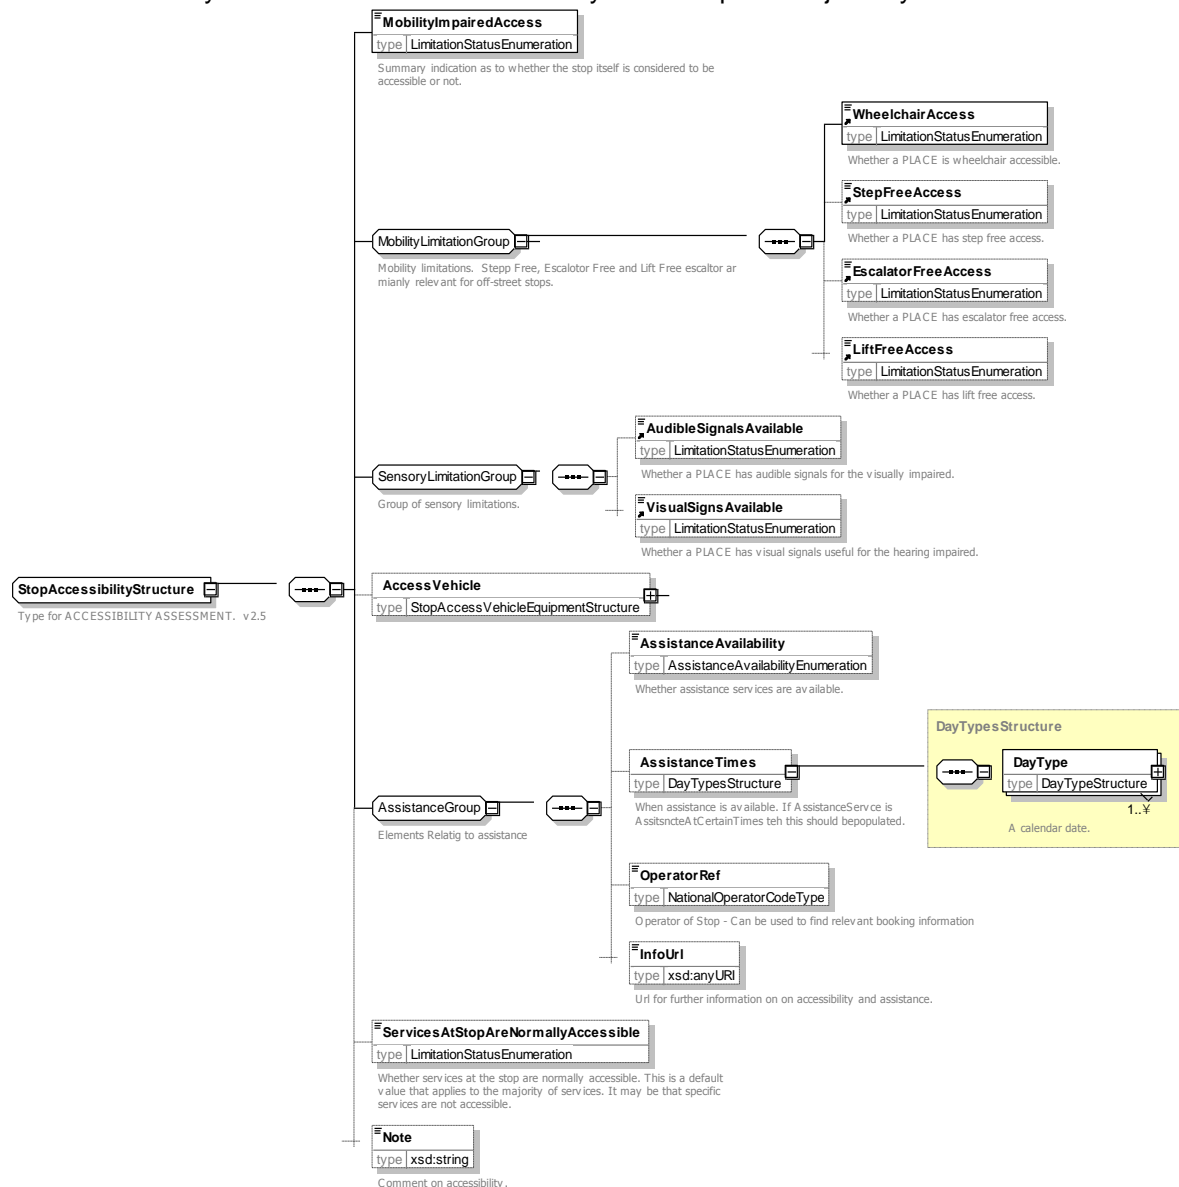 MobilityImpairedAccess
type LimitationStatusEnumeration
Summary indication as to whether the stop itself is considered to be
accessible or not.
WheelchairAccess
type LimitationStatusEnumeration
Whether a PLACE is wheelchair accessible.
StepFreeAccess
type LimitationStatusEnumeration
Whether a PLACE has step free access.
MobilityLimitationGroup
Mobility limitations. Stepp Free, Escalotor Free and Lift Free escaltor ar
mianly relevant for off-street stops.
EscalatorFreeAccess
type LimitationStatusEnumeration
Whether a PLACE has escalator free access.
LiftFreeAccess
type LimitationStatusEnumeration
Whether a PLACE has lift free access.
AudibleSignalsAvailable
type LimitationStatusEnumeration
Whether a PLACE has audible signals for the visually impaired.
SensoryLimitationGroup
Group of sensory limitations.
VisualSignsAvailable
type LimitationStatusEnumeration
Whether a PLACE has visual signals useful for the hearing impaired.
StopAccessibilityStructure
Type for ACCESSIBILITY ASSESSMENT. v2.5
AccessVehicle
type StopAccessVehicleEquipmentStructure
AssistanceAvailability
type AssistanceAvailabilityEnumeration
Whether assistance services are available.
DayTypesStructure
AssistanceTimes
type DayTypesStructure
When assistance is available. If AssistanceServce is
AssitsncteAtCertainTimes teh this should bepopulated.
DayType
type DayTypeStructure
1..¥
A calendar date.
AssistanceGroup
Elements Relatig to assistance
OperatorRef
type NationalOperatorCodeType
Operator of Stop - Can be used to find relevant booking information
InfoUrl
type xsd:anyURI
Url for further information on on accessibility and assistance.
ServicesAtStopAreNormallyAccessible
type LimitationStatusEnumeration
Whether services at the stop are normally accessible. This is a default
value that applies to the majority of services. It may be that specific
services are not accessible.
Note
type xsd:string
Comment on accessibility.